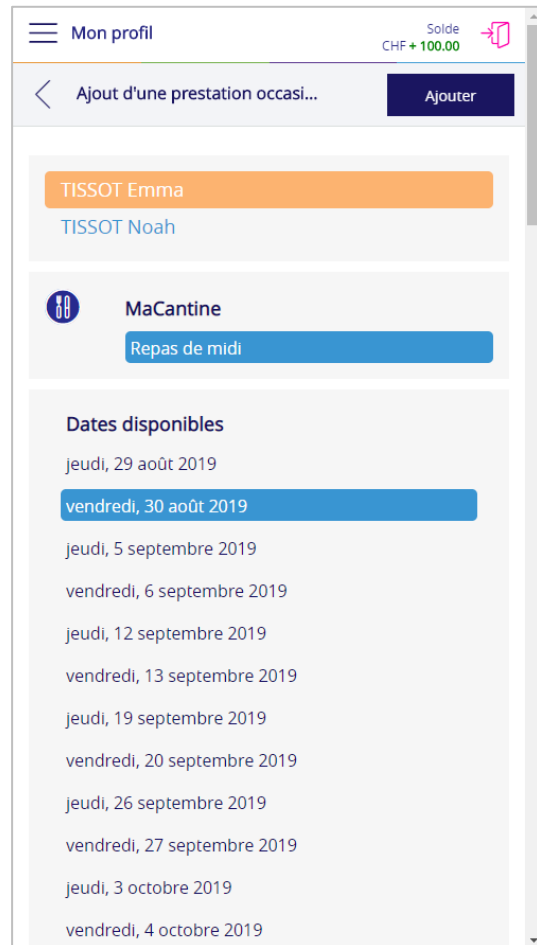 Mon profil
Solde
CHF + 100.00
Ajout d'une prestation occasi...
Ajouter
TISSOT Emma
TISSOT Noah
MaCantine
Repas de midi
Dates disponibles
jeudi, 29 août 2019
vendredi, 30 août 2019
jeudi, 5 septembre 2019
vendredi, 6 septembre 2019
jeudi, 12 septembre 2019
vendredi, 13 septembre 2019
jeudi, 19 septembre 2019
vendredi, 20 septembre 2019
jeudi, 26 septembre 2019
vendredi, 27 septembre 2019
jeudi, 3 octobre 2019
vendredi, 4 octobre 2019